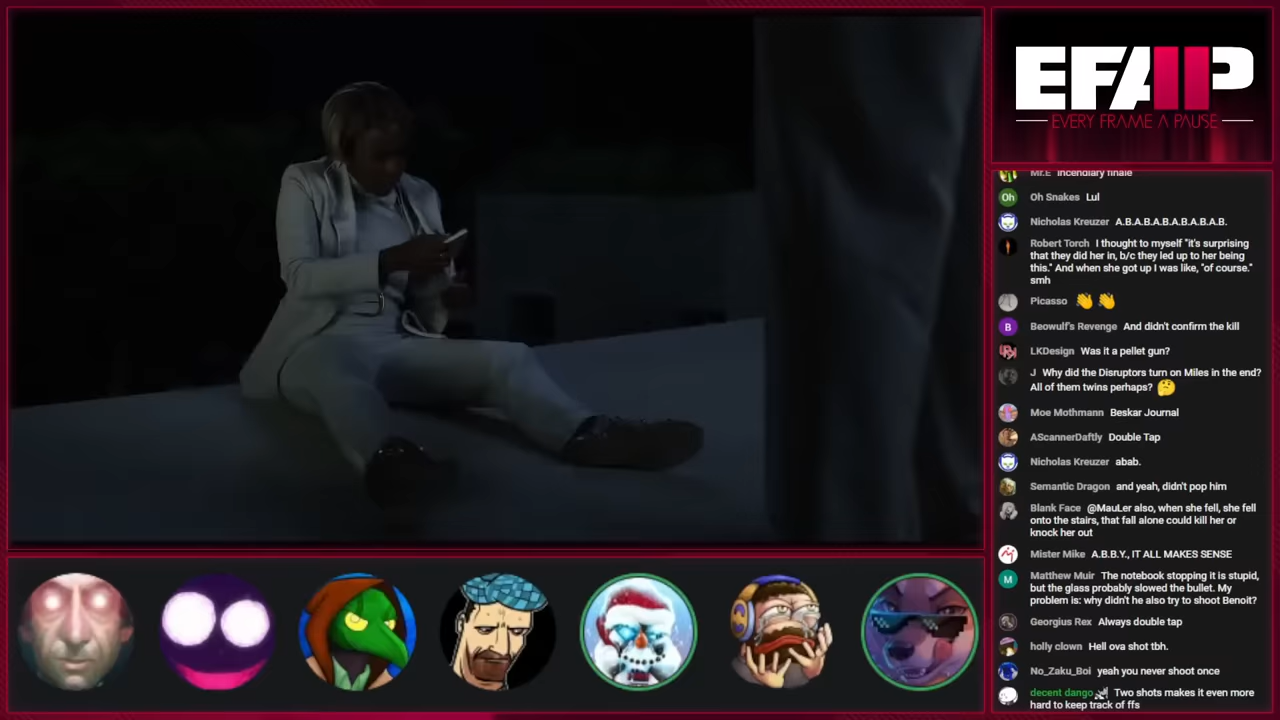 EFAP
EVERY FRAME A PAUSE
Mr.E Incendiary finale
Oh Oh Snakes Lul
Nicholas Kreuzer A.B.A.B.A.B.A.B.A.B.A.B.
Robert Torch I thought to myself "it's surprising
that they did her in, b/c they led up to her being
this." And when she got up I was like, "of course."
smh
Picasso 👏 👏
B Beowulf's Revenge And didn't confirm the kill
LKDesign Was it a pellet gun?
J Why did the Disruptors turn on Miles in the end?
All of them twins perhaps? 🤔
Moe Mothmann Beskar Journal
AScannerDaftly Double Tap
Nicholas Kreuzer abab.
Semantic Dragon and yeah, didn't pop him
Blank Face @MauLer also, when she fell, she fell
onto the stairs, that fall alone could kill her or
knock her out
Mister Mike A.B.B.Y., IT ALL MAKES SENSE
M Matthew Muir The notebook stopping it is stupid,
but the glass probably slowed the bullet. My
problem is: why didn't he also try to shoot Benoit?
Georgius Rex Always double tap
holly clown Hell ova shot tbh.
No_Zaku_Boi yeah you never shoot once
decent dango Two shots makes it even more
hard to keep track of ffs